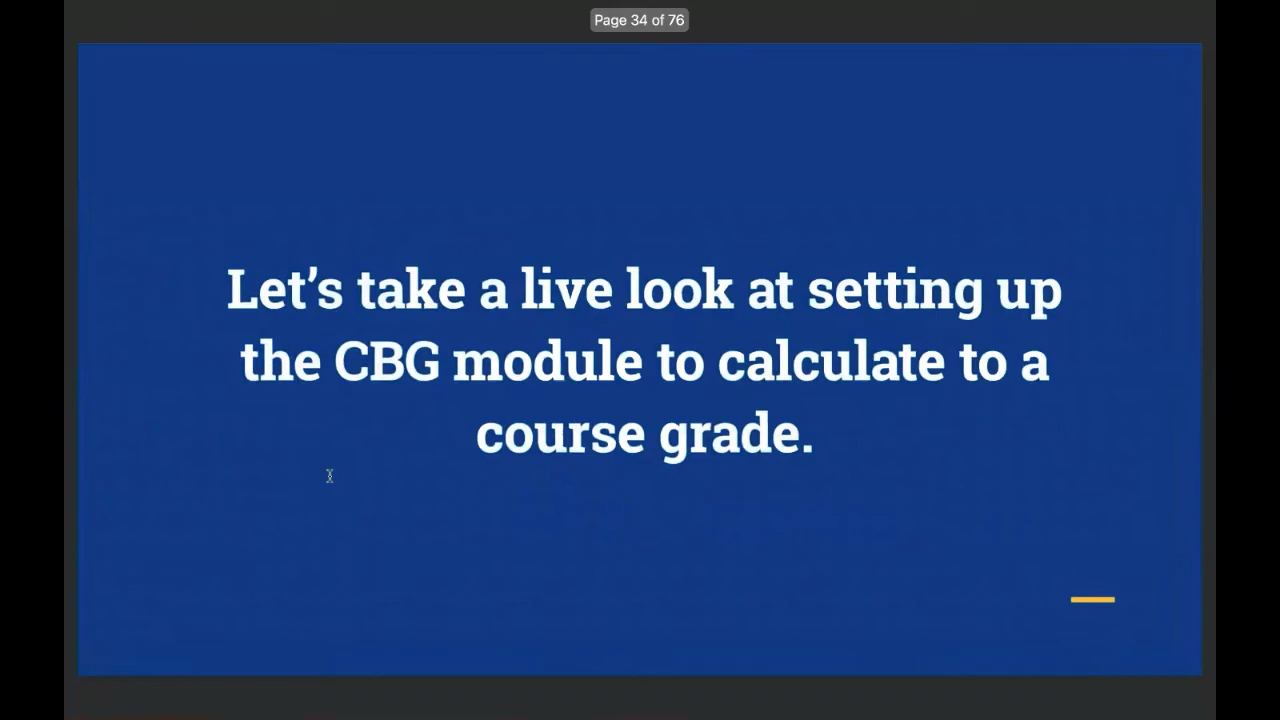 Page 34 of 76
Let’s take a live look at setting up
the CBG module to calculate to a
course grade.